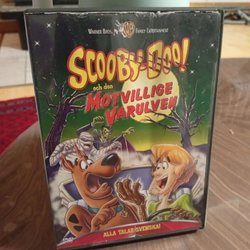 WARNER BROS. FAMILY ENTERTAINMENT
SCOOBY-DOO!
och den
MOTVILLIGE
VARULVEN
ALLA TALAR SVENSKA!